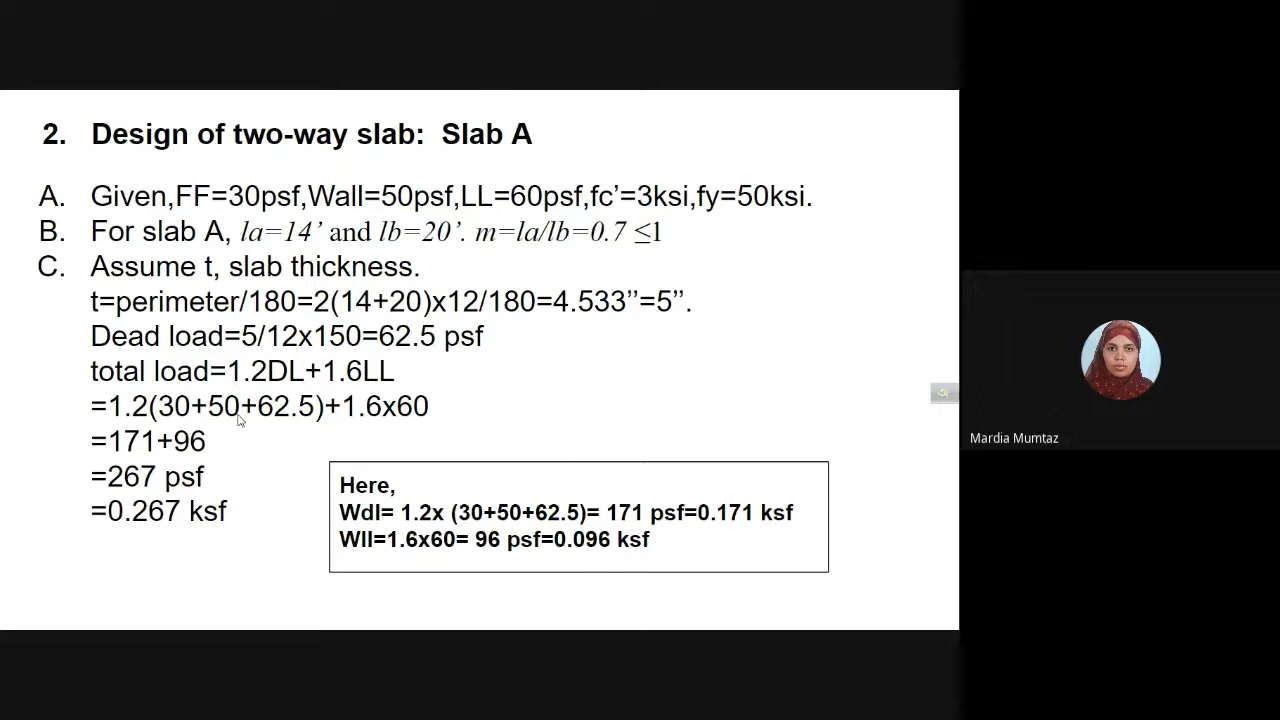 2. Design of two-way slab: Slab A
A. Given,FF=30psf,Wall=50psf,LL=60psf,fc’=3ksi,fy=50ksi.
B. For slab A, la=14’ and lb=20’. m=la/lb=0.7 ≤1
C. Assume t, slab thickness.
t=perimeter/180=2(14+20)x12/180=4.533’’=5’’.
Dead load=5/12x150=62.5 psf
total load=1.2DL+1.6LL
=1.2(30+50+62.5)+1.6x60
=171+96
=267 psf
=0.267 ksf
Here,
Wdl= 1.2x (30+50+62.5)= 171 psf=0.171 ksf
Wll=1.6x60= 96 psf=0.096 ksf
Mardia Mumtaz